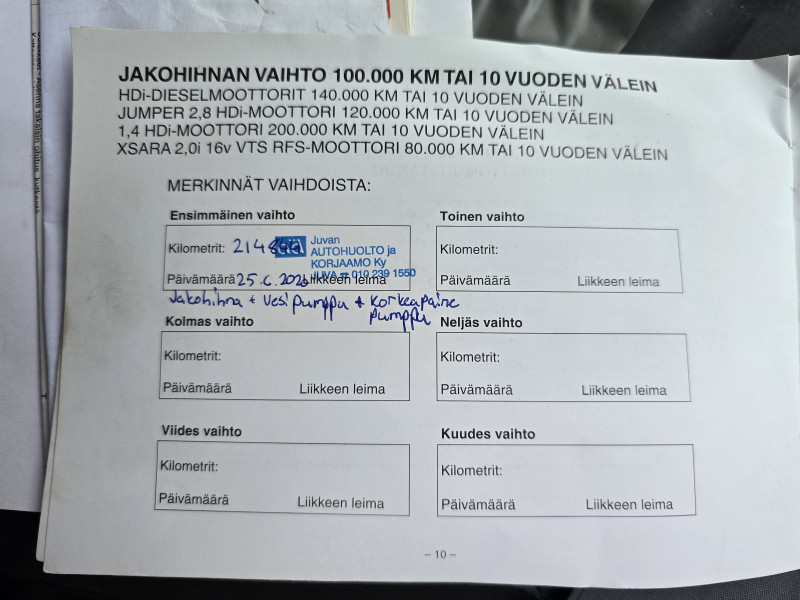 JAKOHIHNAN VAIHTO 100.000 KM TAI 10 VUODEN VÄLEIN
HDi-DIESELMOOTTORIT 140.000 KM TAI 10 VUODEN VÄLEIN
JUMPER 2,8 HDi-MOOTTORI 120.000 KM TAI 10 VUODEN VÄLEIN
1,4 HDi-MOOTTORI 200.000 KM TAI 10 VUODEN VÄLEIN
XSARA 2,0i 16v VTS RFS-MOOTTORI 80.000 KM TAI 10 VUODEN VÄLEIN
MERKINNÄT VAIHDOISTA:
Ensimmäinen vaihto
Kilometrit:
Juvan
AUTOHUOLTO ja
KORJAAMO Ky
JUVA 010 239 1550
Päivämäärä
Liikkeen leima
Jakohihna + Vesipumppu + Korkeapaine
pumppu
Toinen vaihto
Kilometrit:
Päivämäärä Liikkeen leima
Kolmas vaihto
Kilometrit:
Päivämäärä Liikkeen leima
Neljäs vaihto
Kilometrit:
Päivämäärä Liikkeen leima
Viides vaihto
Kilometrit:
Päivämäärä Liikkeen leima
Kuudes vaihto
Kilometrit:
Päivämäärä Liikkeen leima
– 10 –